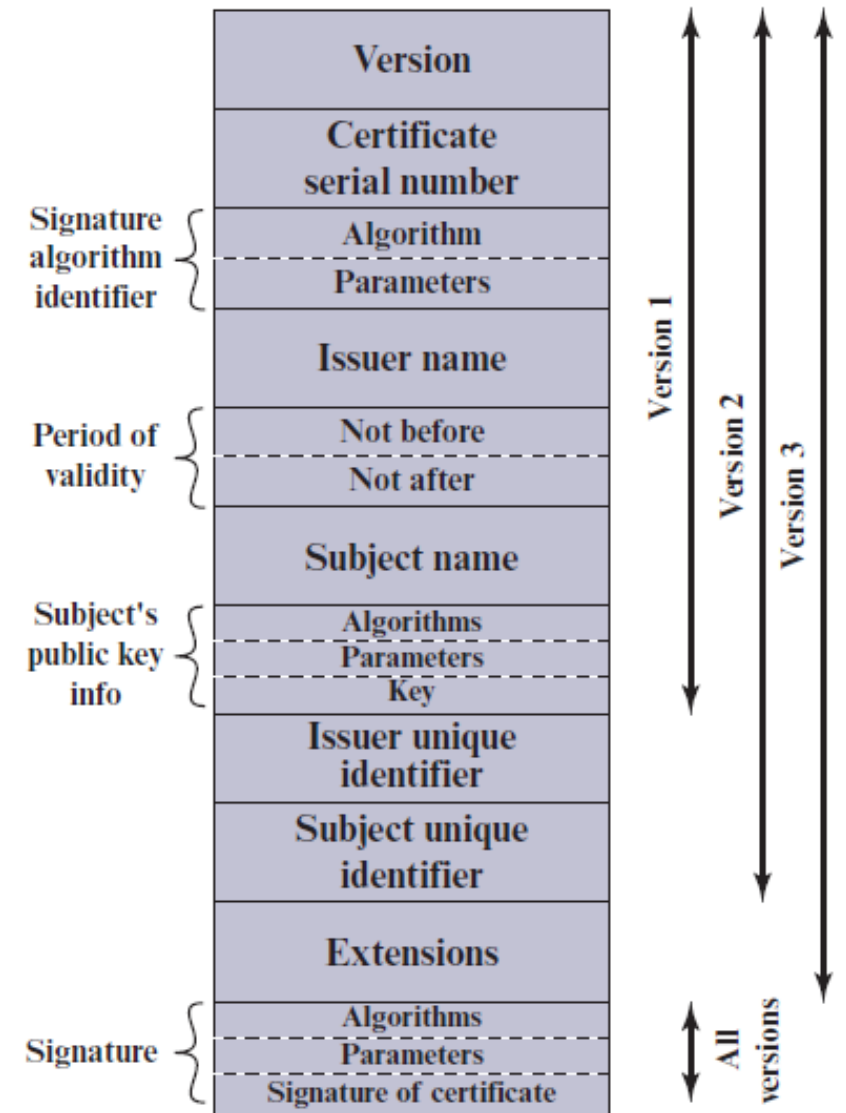 Version
Certificate
serial number
Signature
algorithm
identifier
Algorithm
Parameters
Issuer name
Period of
validity
Not before
Not after
Subject name
Subject's
public key
info
Algorithms
Parameters
Key
Issuer unique
identifier
Subject unique
identifier
Extensions
Signature
Algorithms
Parameters
Signature of certificate
Version 1
Version 2
Version 3
All
versions